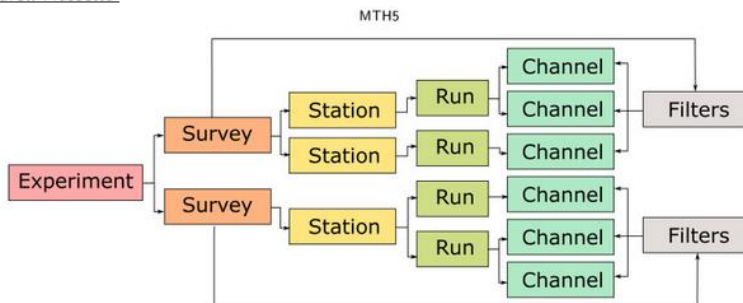 MTH5
Channel
Run
Station
Channel
Filters
Survey
Station
Run
Channel
Experiment
Survey
Run
Channel
Station
Channel
Filters
Run
Channel